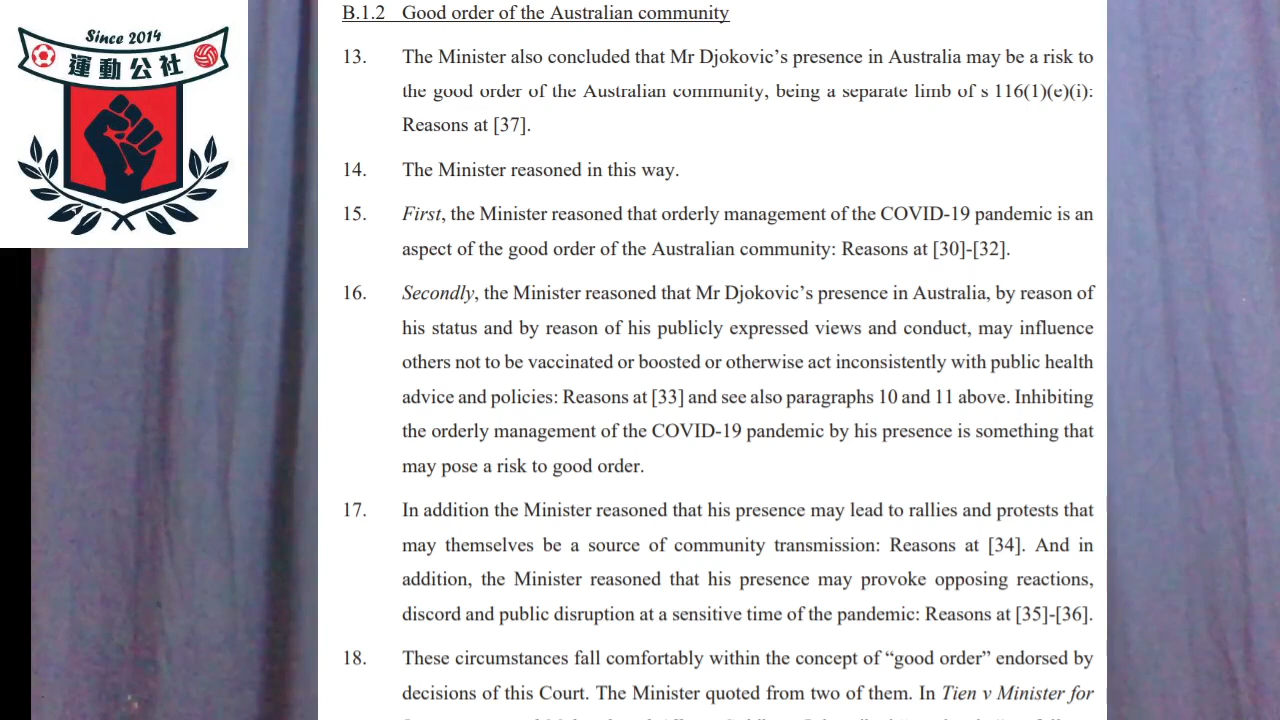 Since 2014
運動公社
B.1.2 Good order of the Australian community
13. The Minister also concluded that Mr Djokovic’s presence in Australia may be a risk to
the good order of the Australian community, being a separate limb of s 116(1)(e)(i):
Reasons at [37].
14. The Minister reasoned in this way.
15. First, the Minister reasoned that orderly management of the COVID-19 pandemic is an
aspect of the good order of the Australian community: Reasons at [30]-[32].
16. Secondly, the Minister reasoned that Mr Djokovic’s presence in Australia, by reason of
his status and by reason of his publicly expressed views and conduct, may influence
others not to be vaccinated or boosted or otherwise act inconsistently with public health
advice and policies: Reasons at [33] and see also paragraphs 10 and 11 above. Inhibiting
the orderly management of the COVID-19 pandemic by his presence is something that
may pose a risk to good order.
17. In addition the Minister reasoned that his presence may lead to rallies and protests that
may themselves be a source of community transmission: Reasons at [34]. And in
addition, the Minister reasoned that his presence may provoke opposing reactions,
discord and public disruption at a sensitive time of the pandemic: Reasons at [35]-[36].
18. These circumstances fall comfortably within the concept of “good order” endorsed by
decisions of this Court. The Minister quoted from two of them. In Tien v Minister for